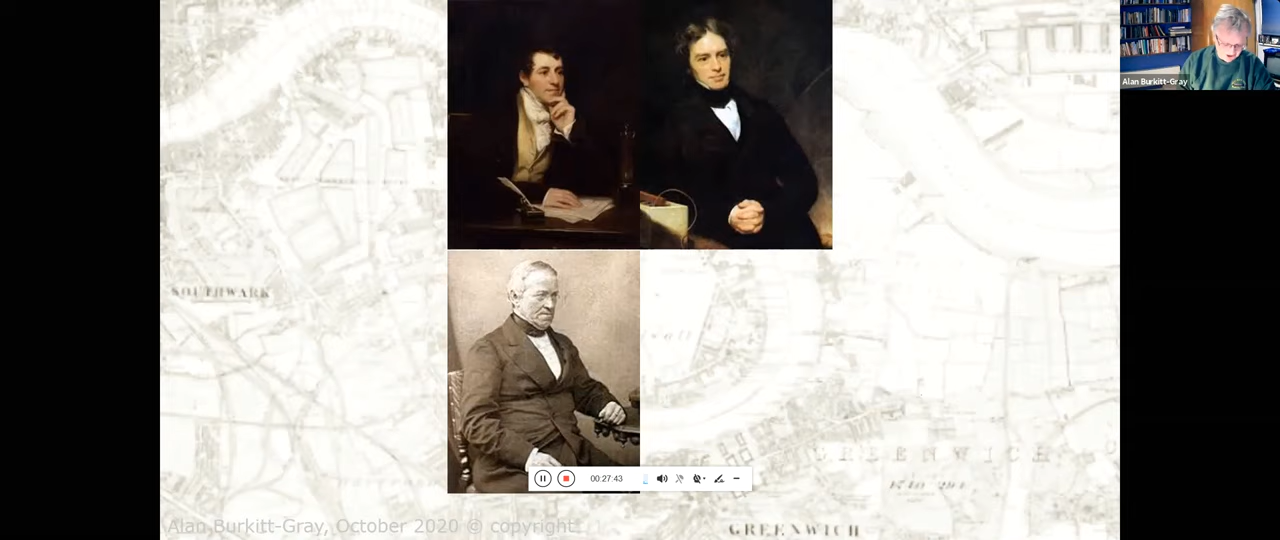 Alan Burkitt-Gray
SOUTHWARK
00:27:43
GREENWICH
Alan Burkitt-Gray, October 2020 © copyright
GREENWICH